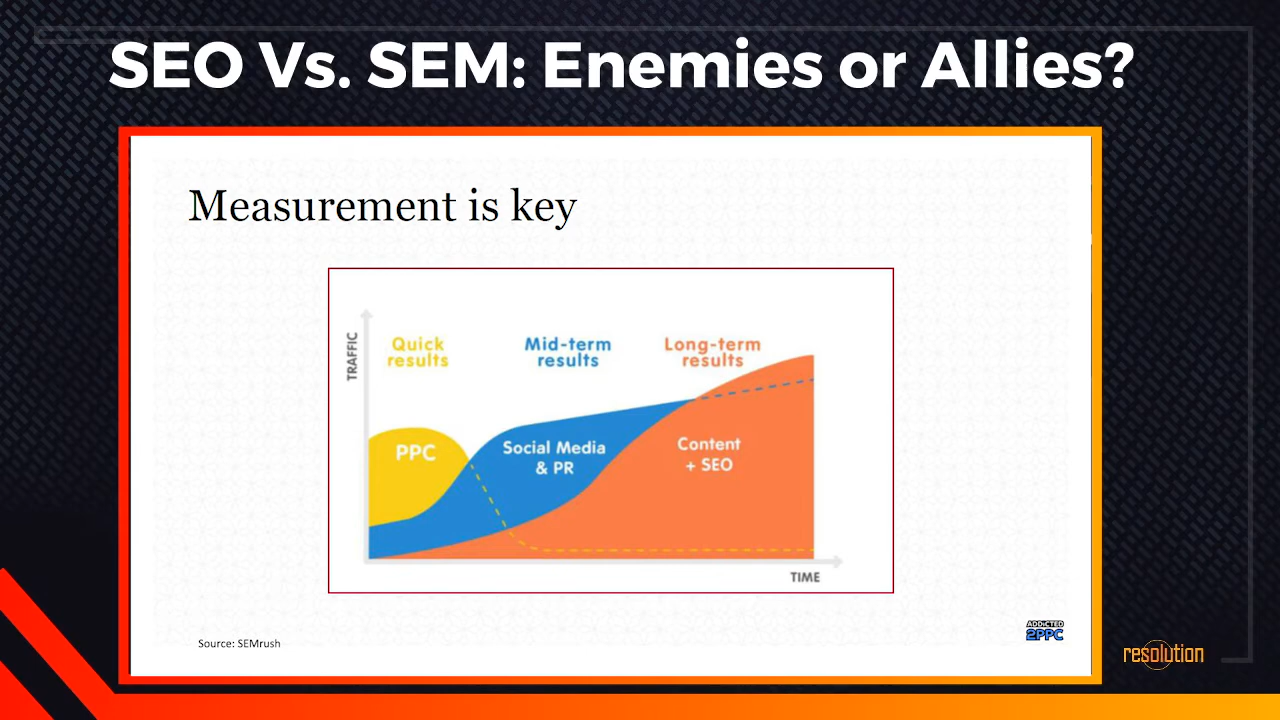 SEO Vs. SEM: Enemies or Allies?
Measurement is key
TRAFFIC
Quick
results
Mid-term
results
Long-term
results
PPC
Social Media
& PR
Content
+ SEO
TIME
Source: SEMrush
ADDICTED
2PPC
resolution